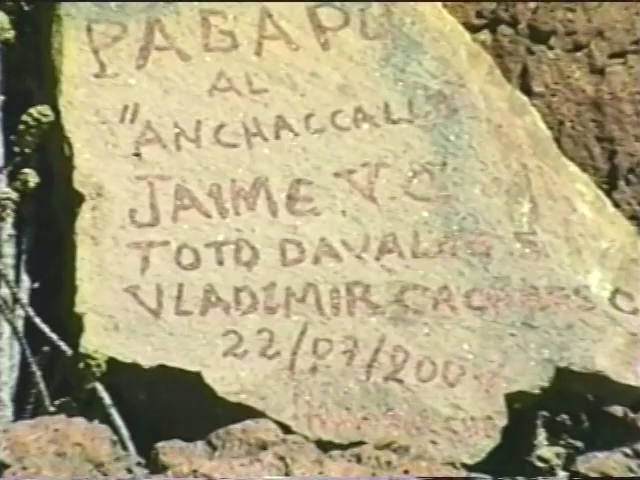 PAGAPU
AL
"ANCHACCALLA
JAIME V. C
TOTO DAVALOS S
VLADIMIR
22/07/200